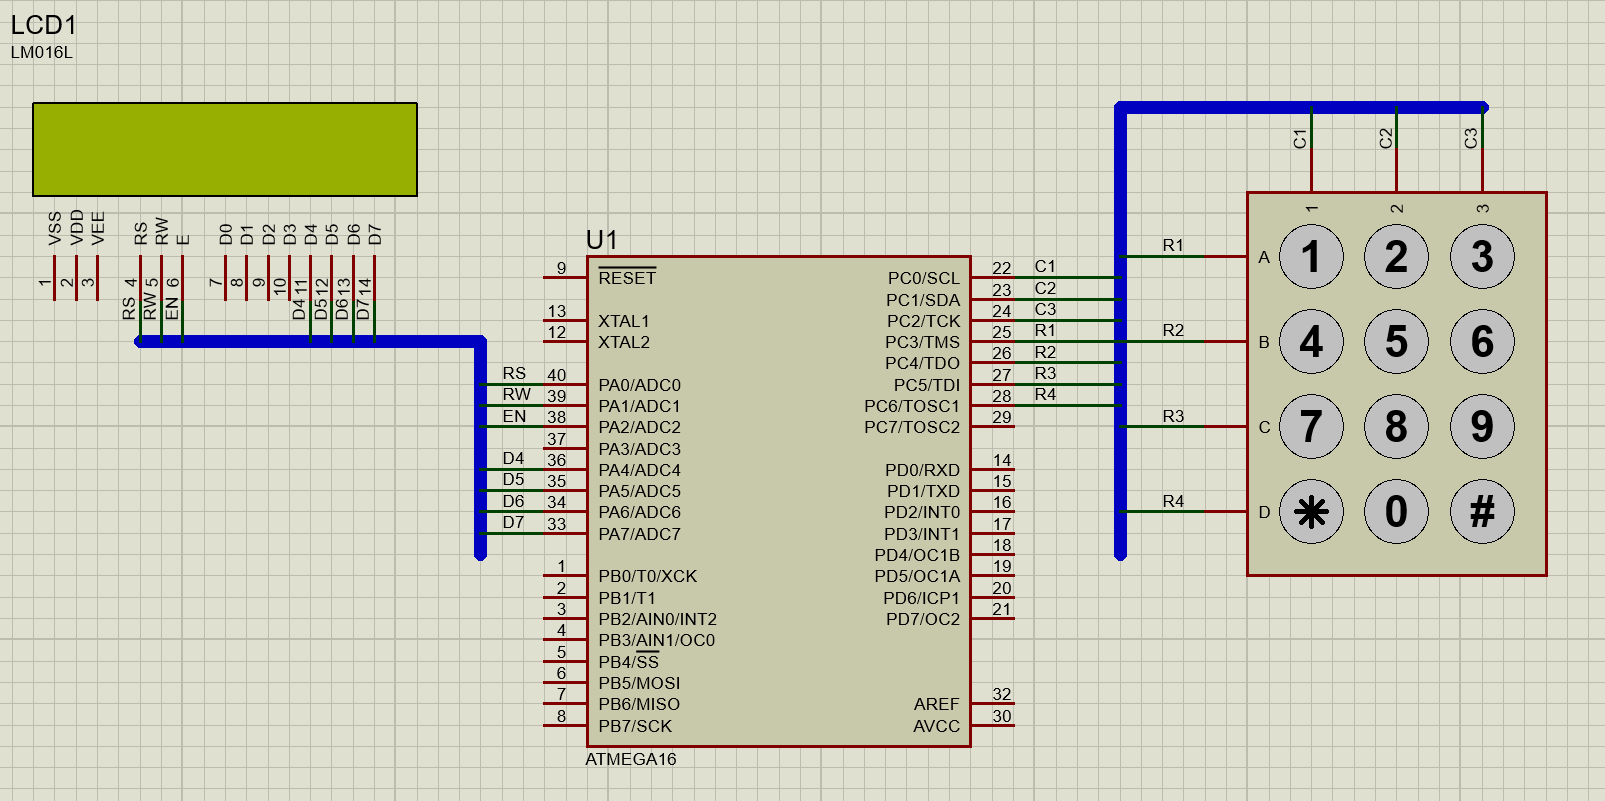 LCD1
LM016L
VSS VDD VEE RS RW E D0 D1 D2 D3 D4 D5 D6 D7
1 2 3 4 5 6 7 8 9 10 11 12 13 14
RS RW EN D4 D5 D6 D7
RS 40
RW 39
EN 38
37
D4 36
D5 35
D6 34
D7 33
U1
9 RESET
13 XTAL1
12 XTAL2
PA0/ADC0
PA1/ADC1
PA2/ADC2
PA3/ADC3
PA4/ADC4
PA5/ADC5
PA6/ADC6
PA7/ADC7
1 PB0/T0/XCK
2 PB1/T1
3 PB2/AIN0/INT2
4 PB3/AIN1/OC0
5 PB4/SS
6 PB5/MOSI
7 PB6/MISO
8 PB7/SCK
PC0/SCL 22 C1
PC1/SDA 23 C2
PC2/TCK 24 C3
PC3/TMS 25 R1
PC4/TDO 26 R2
PC5/TDI 27 R3
PC6/TOSC1 28 R4
PC7/TOSC2 29
PD0/RXD 14
PD1/TXD 15
PD2/INT0 16
PD3/INT1 17
PD4/OC1B 18
PD5/OC1A 19
PD6/ICP1 20
PD7/OC2 21
AREF 32
AVCC 30
ATMEGA16
C1 C2 C3
1 2 3
R1 A 1 2 3
R2 B 4 5 6
R3 C 7 8 9
R4 D * 0 #